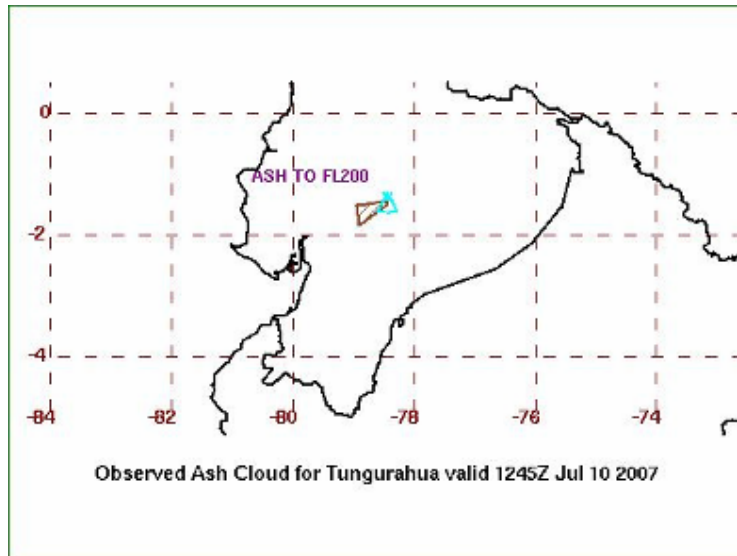 0
ASH TO FL200
-2
-4
-84 -82 -80 -78 -76 -74
Observed Ash Cloud for Tungurahua valid 1245Z Jul 10 2007